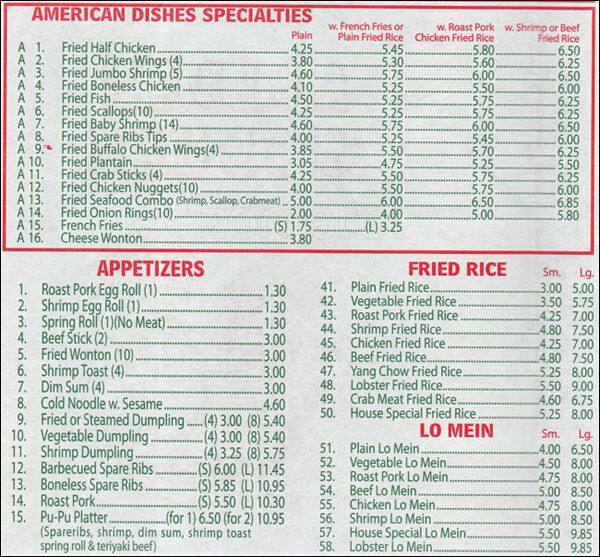 AMERICAN DISHES SPECIALTIES
Plain
w. French Fries or
Plain Fried Rice
w. Roast Pork
Chicken Fried Rice
w. Shrimp or Beef
Fried Rice
A 1. Fried Half Chicken 4.25 5.45 5.80 6.50
A 2. Fried Chicken Wings (4) 3.80 5.30 5.60 6.25
A 3. Fried Jumbo Shrimp (5) 4.60 5.75 6.00 6.50
A 4. Fried Boneless Chicken 4.10 5.25 5.50 6.25
A 5. Fried Fish 4.50 5.25 5.75 6.25
A 6. Fried Scallops(10) 4.25 5.25 5.75 6.25
A 7. Fried Baby Shrimp (14) 4.60 5.75 6.00 6.50
A 8. Fried Spare Ribs Tips 4.00 5.25 5.45 6.00
A 9. Fried Buffalo Chicken Wings(4) 3.85 5.50 5.70 6.25
A 10. Fried Plantain 3.05 4.75 5.25 5.50
A 11. Fried Crab Sticks (4) 4.25 5.50 5.75 6.25
A 12. Fried Chicken Nuggets(10) 4.00 5.50 5.75 6.25
A 13. Fried Seafood Combo (Shrimp, Scallop, Crabmeat) 5.00 6.00 6.50 6.85
A 14. Fried Onion Rings(10) 2.00 4.00 5.00 5.80
A 15. French Fries (S) 1.75 (L) 3.25
A 16. Cheese Wonton 3.80
APPETIZERS
1. Roast Pork Egg Roll (1) 1.30
2. Shrimp Egg Roll (1) 1.30
3. Spring Roll (1)(No Meat) 1.30
4. Beef Stick (2) 3.00
5. Fried Wonton (10) 3.00
6. Shrimp Toast (4) 3.00
7. Dim Sum (4) 3.00
8. Cold Noodle w. Sesame 4.60
9. Fried or Steamed Dumpling (4) 3.00 (8) 5.40
10. Vegetable Dumpling (4) 3.00 (8) 5.40
11. Shrimp Dumpling (4) 3.25 (8) 5.75
12. Barbecued Spare Ribs (S) 6.00 (L) 11.45
13. Boneless Spare Ribs (S) 5.85 (L) 10.95
14. Roast Pork (S) 5.50 (L) 10.30
15. Pu-Pu Platter (for 1) 6.50 (for 2) 10.95
(Spareribs, shrimp, dim sum, shrimp toast
spring roll & teriyaki beef)
FRIED RICE Sm. Lg.
41. Plain Fried Rice 3.00 5.00
42. Vegetable Fried Rice 3.50 5.75
43. Roast Pork Fried Rice 4.25 7.00
44. Shrimp Fried Rice 4.80 7.50
45. Chicken Fried Rice 4.25 7.00
46. Beef Fried Rice 4.80 7.50
47. Yang Chow Fried Rice 5.25 8.00
48. Lobster Fried Rice 5.50 9.00
49. Crab Meat Fried Rice 4.60 6.75
50. House Special Fried Rice 5.25 8.00
LO MEIN Sm. Lg.
51. Plain Lo Mein 4.00 6.50
52. Vegetable Lo Mein 4.50 8.00
53. Roast Pork Lo Mein 4.75 8.00
54. Beef Lo Mein 5.00 8.50
55. Chicken Lo Mein 4.75 8.00
56. Shrimp Lo Mein 5.00 8.50
57. House Special Lo Mein 5.50 9.85
58. Lobster Lo Mein 5.50 9.85